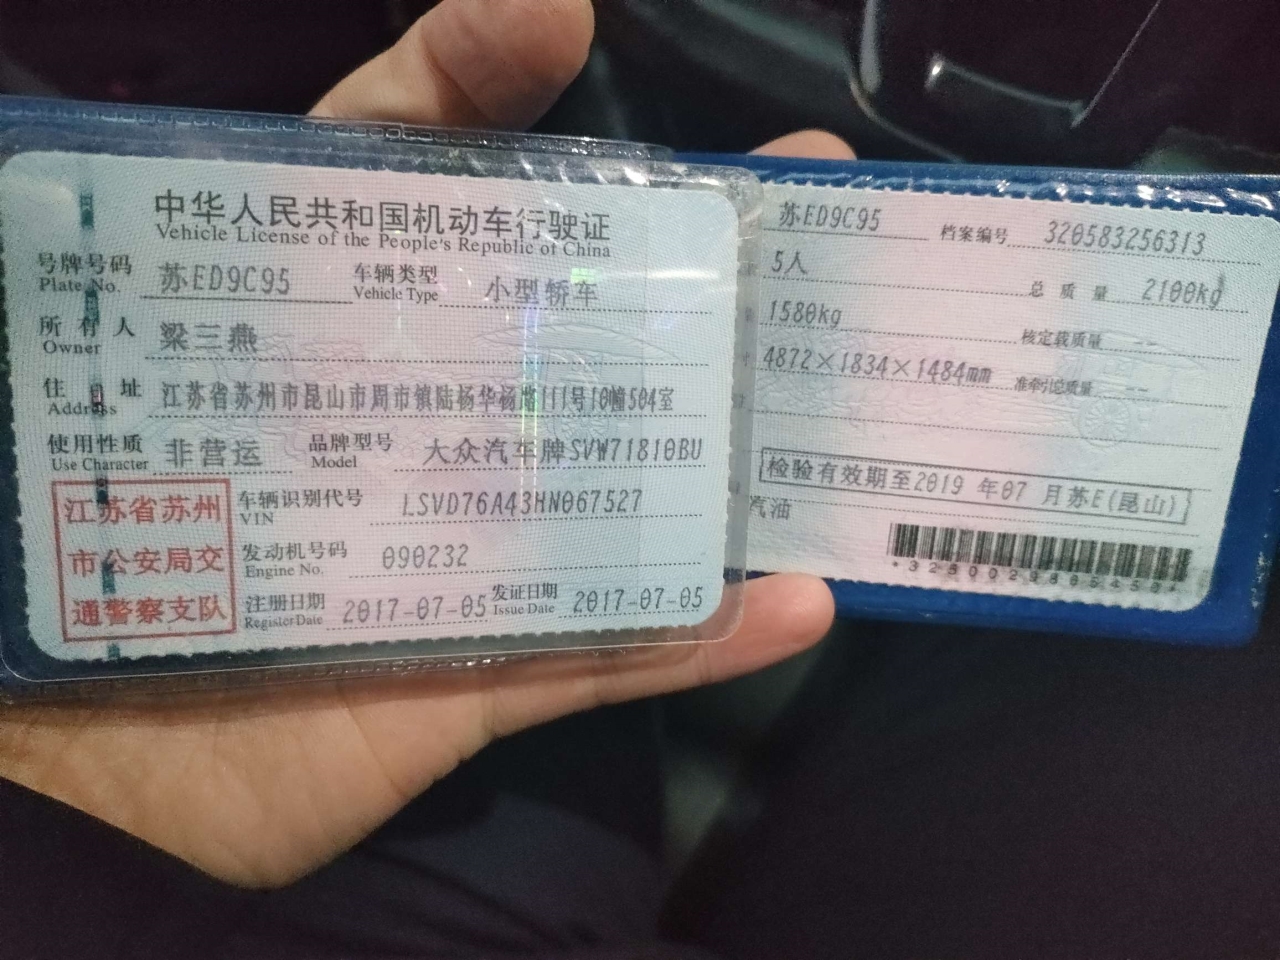 中华人民共和国机动车行驶证
Vehicle License of the People's Republic of China
号牌号码 苏ED9C95 车辆类型 小型轿车
Plate No. Vehicle Type
所有人 梁三燕
Owner
住址 江苏省苏州市昆山市周市镇陆杨华杨路111号10幢504室
Address
使用性质 非营运 品牌型号 大众汽车牌SVW71810BU
Use Character Model
江苏省苏州
市公安局交
通警察支队
车辆识别代号 LSVD76A43HN067527
VIN
发动机号码 090232
Engine No.
注册日期 2017-07-05 发证日期 2017-07-05
Register Date Issue Date
苏ED9C95 档案编号 320583256313
5人 总质量 2100kg
1580kg 核定载质量 --
4872×1834×1484mm 准牵引总质量 --
检验有效期至2019年07月苏E(昆山)
汽油